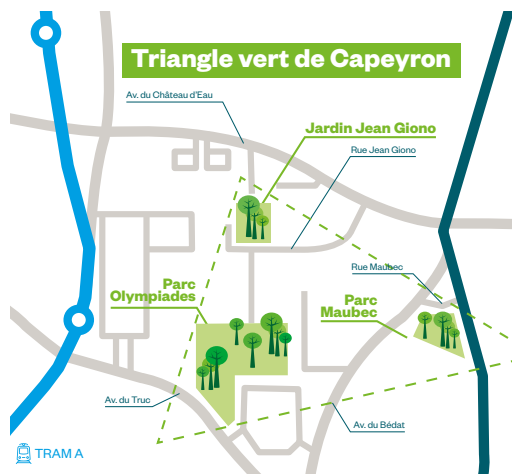 Triangle vert de Capeyron
Av. du Château d'Eau
Jardin Jean Giono
Rue Jean Giono
Rue Maubec
Parc
Olympiades
Parc
Maubec
Av. du Truc
Av. du Bédat
TRAM A